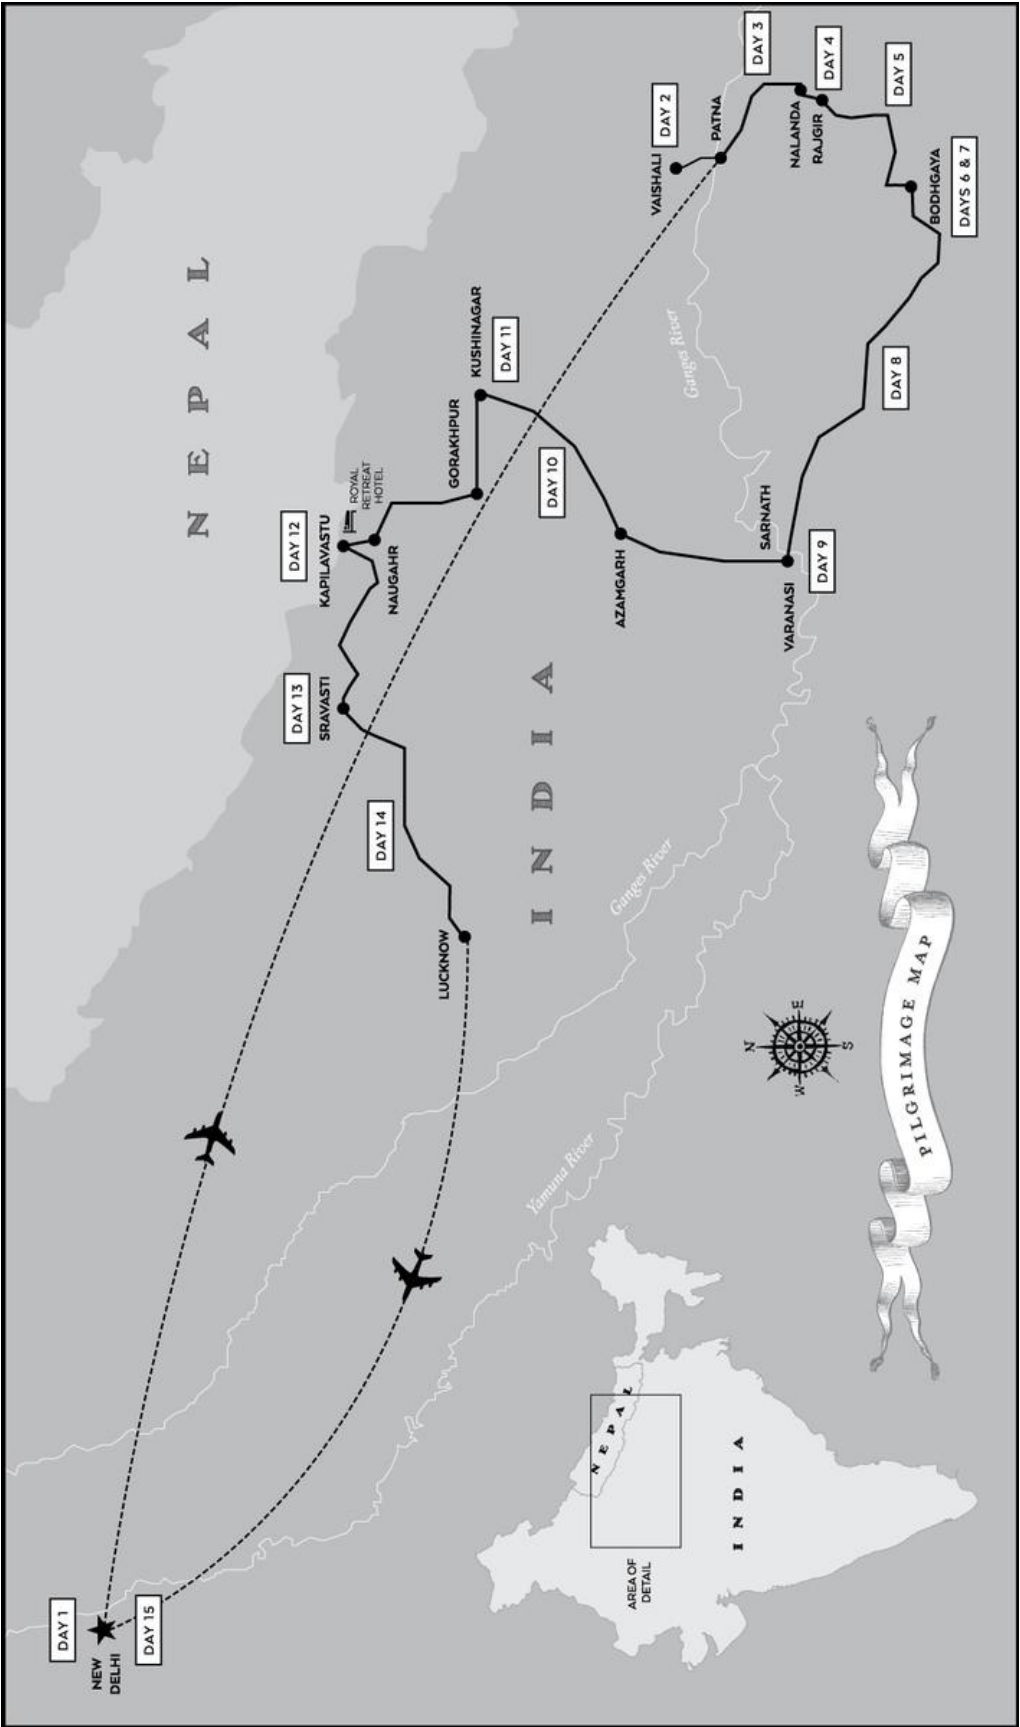 DAY 1
NEW
DELHI
DAY 15
NEPAL
DAY 12
KAPILAVASTU
ROYAL
RETREAT
HOTEL
NAUGAHR
DAY 13
SRAVASTI
DAY 14
LUCKNOW
GORAKHPUR
KUSHINAGAR
DAY 11
DAY 10
INDIA
AZAMGARH
VAISHALI
DAY 2
PATNA
DAY 3
NALANDA
RAJGIR
DAY 4
DAY 5
BODHGAYA
DAYS 6 & 7
DAY 8
SARNATH
VARANASI
DAY 9
Ganges River
Ganges River
Yamuna River
NEPAL
INDIA
AREA OF
DETAIL
N
E
S
W
PILGRIMAGE MAP